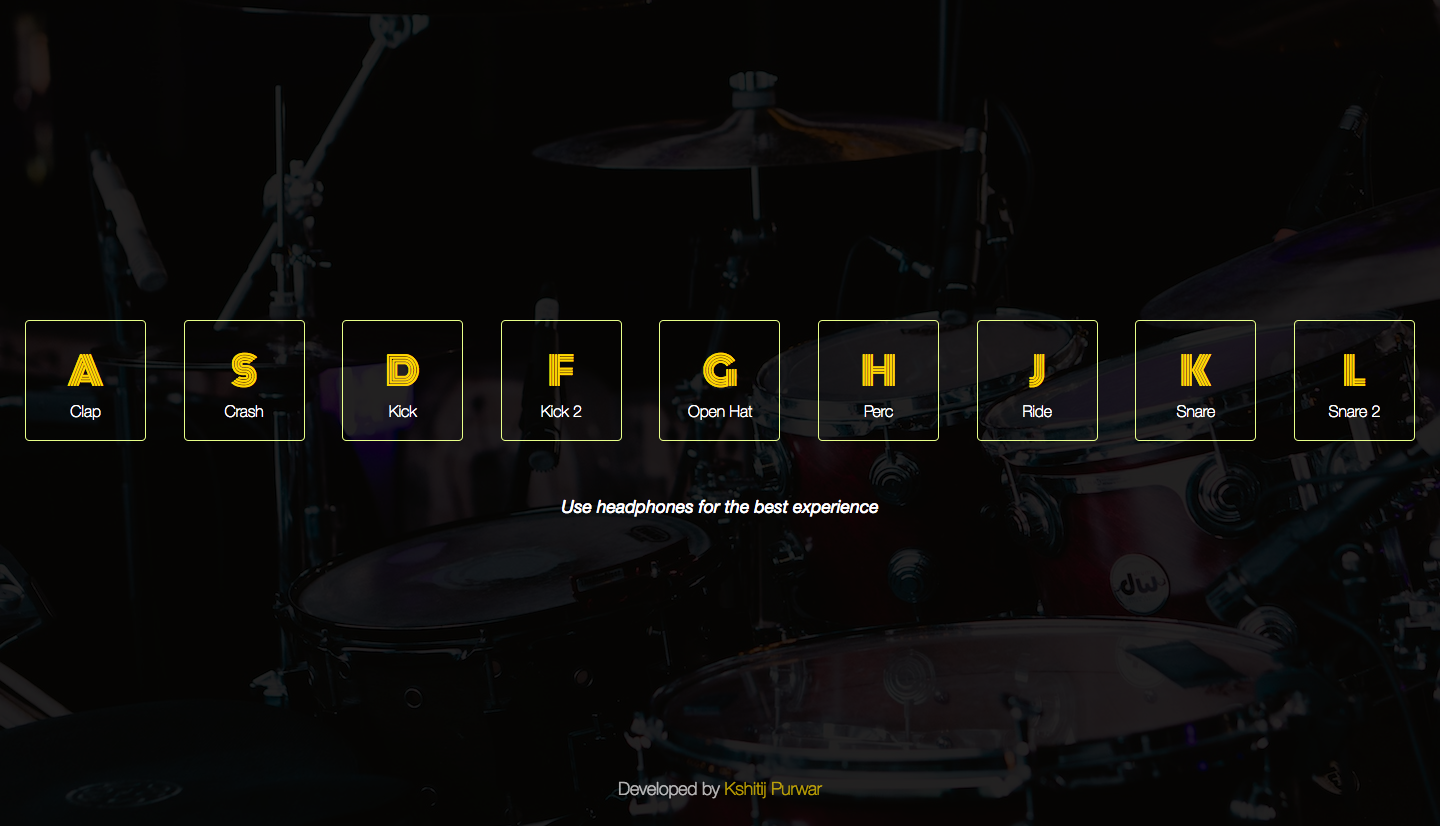 A S D F G H J K L
Clap Crash Kick Kick 2 Open Hat Perc Ride Snare Snare 2
Use headphones for the best experience
dw
Developed by Kshitij Purwar